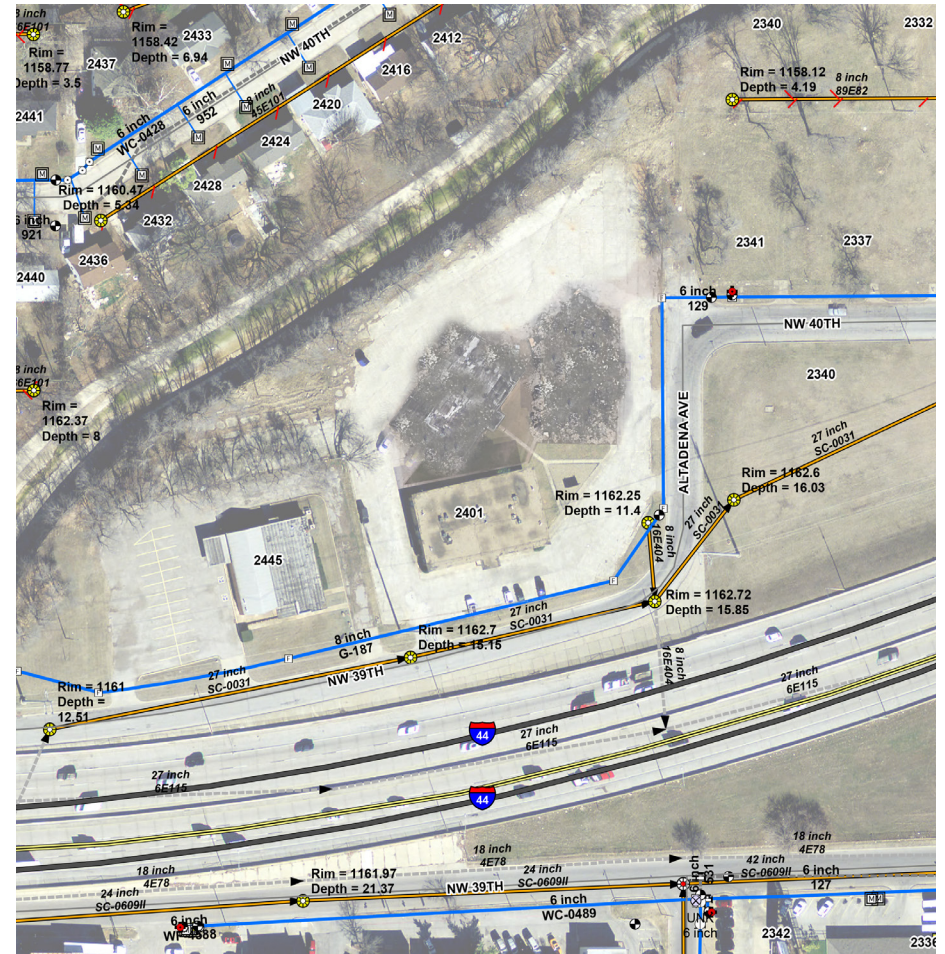 8 inch
6E101
Rim =
1158.42
Depth = 6.94
2433
2412
2340
2332
Rim =
1158.77
Depth = 3.5
2437
NW 40TH
2416
Rim = 1158.12
Depth = 4.19
8 inch
89E82
2441
6 inch
WC-0428
6 inch
952
8 inch
45E101
2420
2424
2428
Rim = 1160.47
Depth = 5.34
2432
6 inch
921
2436
2440
2341
2337
6 inch
129
NW 40TH
8 inch
6E101
Rim =
1162.37
Depth = 8
2340
ALTADENA AVE
27 inch
SC-0031
Rim = 1162.6
Depth = 16.03
Rim = 1162.25
Depth = 11.4
2401
27 inch
SC-0031
8 inch
16E404
2445
Rim = 1162.72
Depth = 15.85
27 inch
SC-0031
8 inch
G-187
Rim = 1162.7
Depth = 15.15
8 inch
16E404
27 inch
SC-0031
NW 39TH
Rim = 1161
Depth =
12.51
27 inch
6E115
44
27 inch
6E115
27 inch
6E115
44
18 inch
4E78
18 inch
4E78
18 inch
4E78
Rim = 1161.97
Depth = 21.37
NW 39TH
24 inch
SC-0609II
42 inch
SC-0609II
6 inch
127
24 inch
SC-0609II
6 inch
6 inch
WC-0489
UNK
6 inch
2342
2336